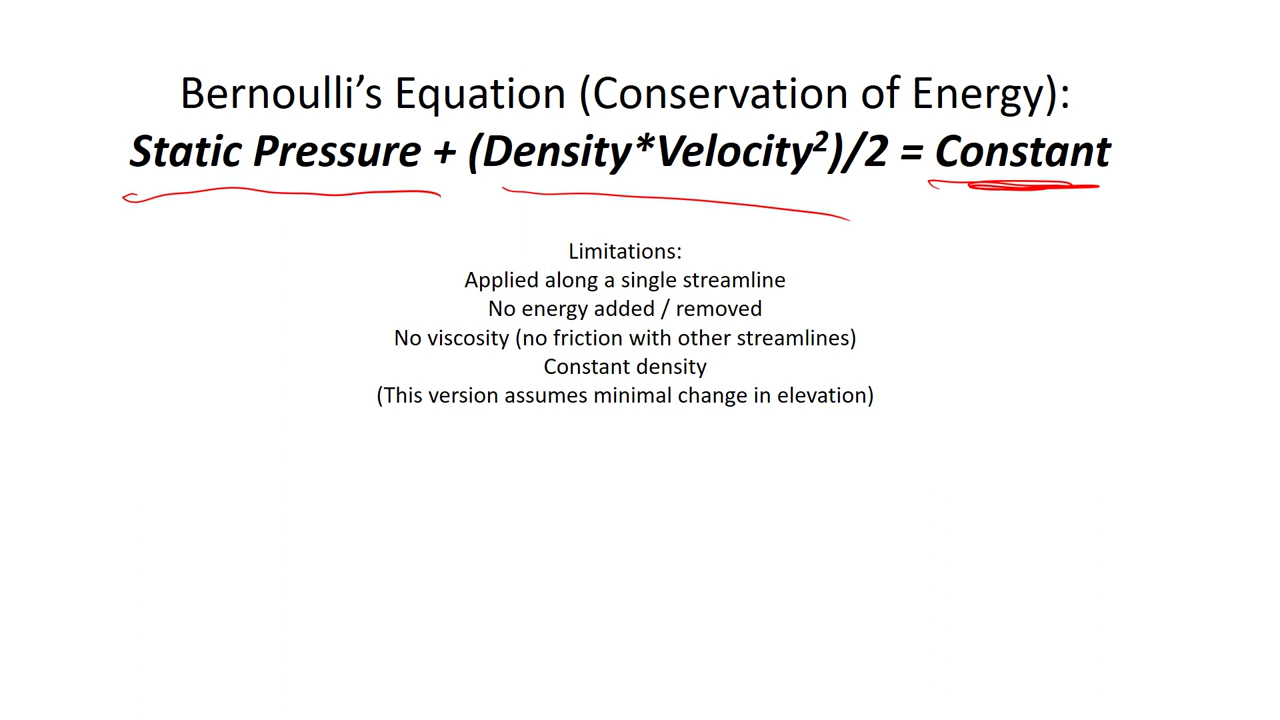 Bernoulli’s Equation (Conservation of Energy):
Static Pressure + (Density*Velocity²)/2 = Constant
Limitations:
Applied along a single streamline
No energy added / removed
No viscosity (no friction with other streamlines)
Constant density
(This version assumes minimal change in elevation)